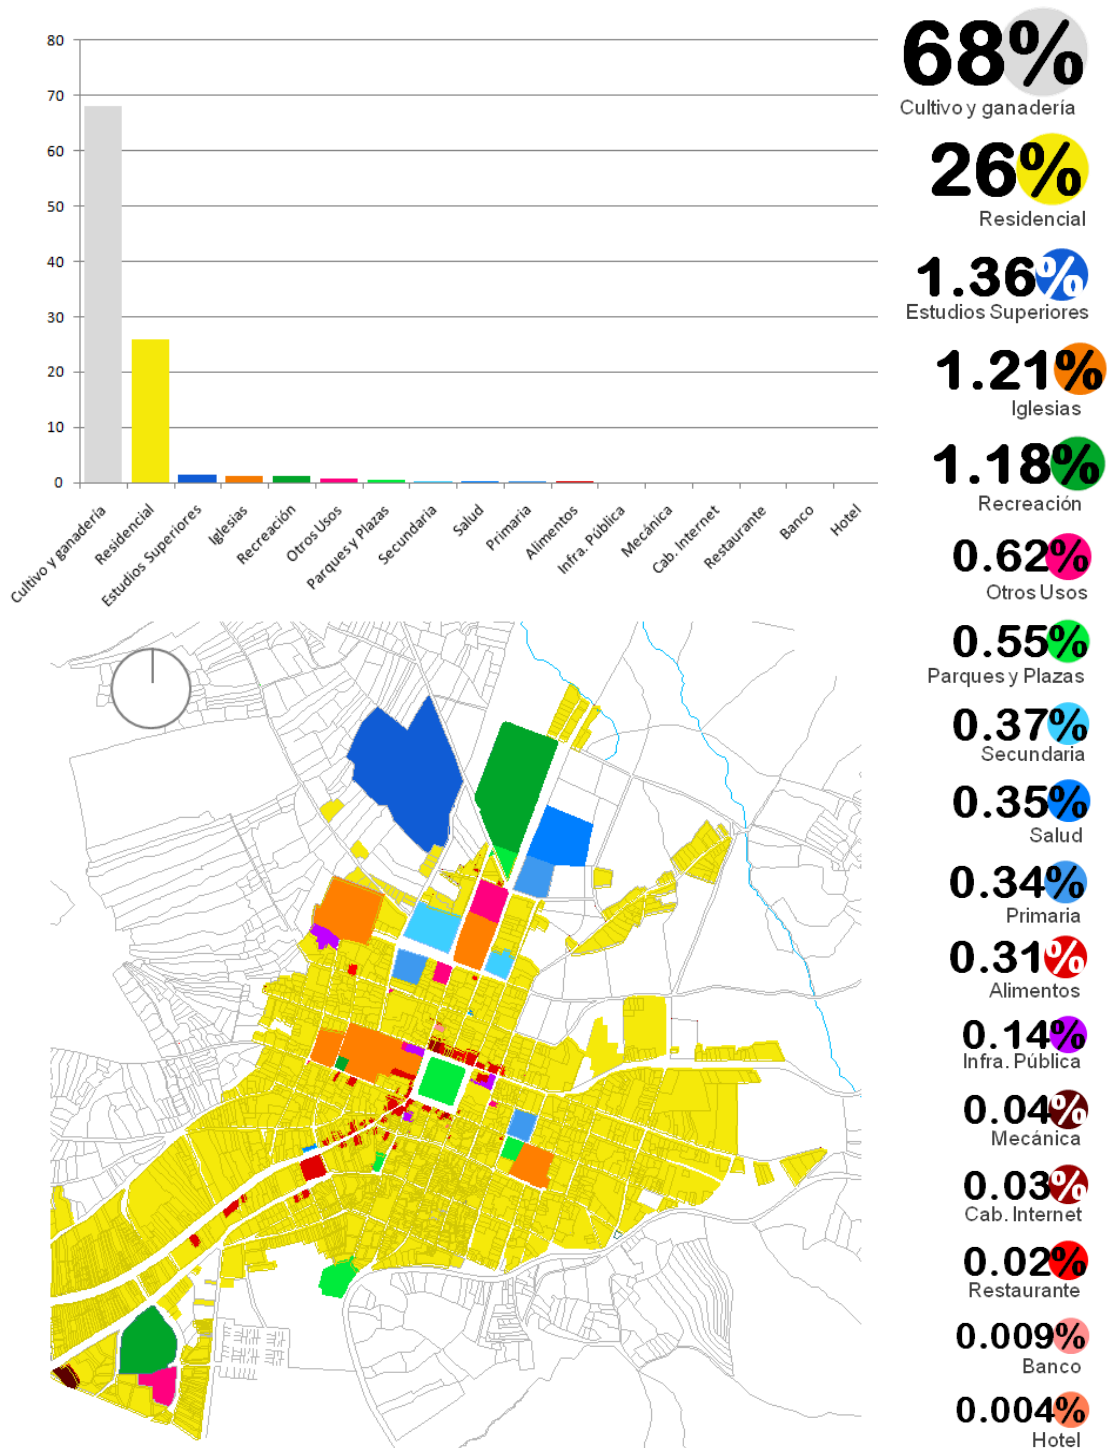 80
70
60
50
40
30
20
10
0
Cultivo y ganadería
Residencial
Estudios Superiores
Iglesias
Recreación
Otros Usos
Parques y Plazas
Secundaria
Salud
Primaria
Alimentos
Infra. Pública
Mecánica
Cab. Internet
Restaurante
Banco
Hotel
68%
Cultivo y ganadería
26%
Residencial
1.36%
Estudios Superiores
1.21%
Iglesias
1.18%
Recreación
0.62%
Otros Usos
0.55%
Parques y Plazas
0.37%
Secundaria
0.35%
Salud
0.34%
Primaria
0.31%
Alimentos
0.14%
Infra. Pública
0.04%
Mecánica
0.03%
Cab. Internet
0.02%
Restaurante
0.009%
Banco
0.004%
Hotel